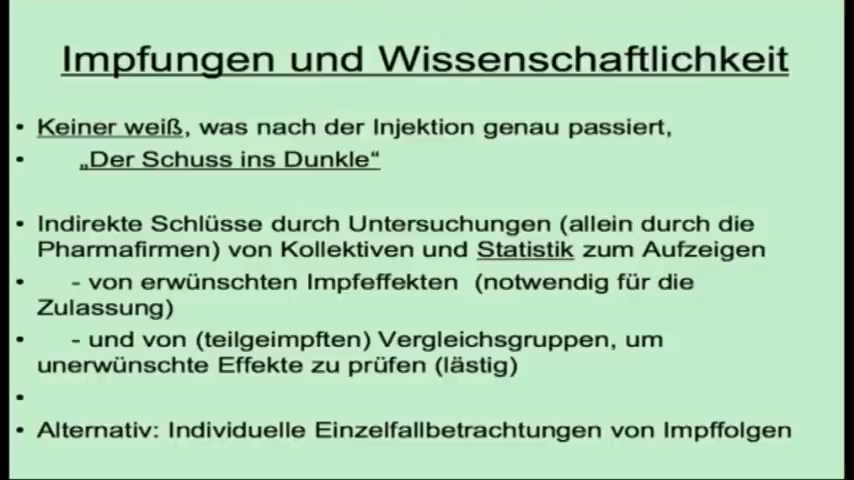 Impfungen und Wissenschaftlichkeit
• Keiner weiß, was nach der Injektion genau passiert,
• „Der Schuss ins Dunkle“
• Indirekte Schlüsse durch Untersuchungen (allein durch die
Pharmafirmen) von Kollektiven und Statistik zum Aufzeigen
• - von erwünschten Impfeffekten (notwendig für die
Zulassung)
• - und von (teilgeimpften) Vergleichsgruppen, um
unerwünschte Effekte zu prüfen (lästig)
•
• Alternativ: Individuelle Einzelfallbetrachtungen von Impffolgen